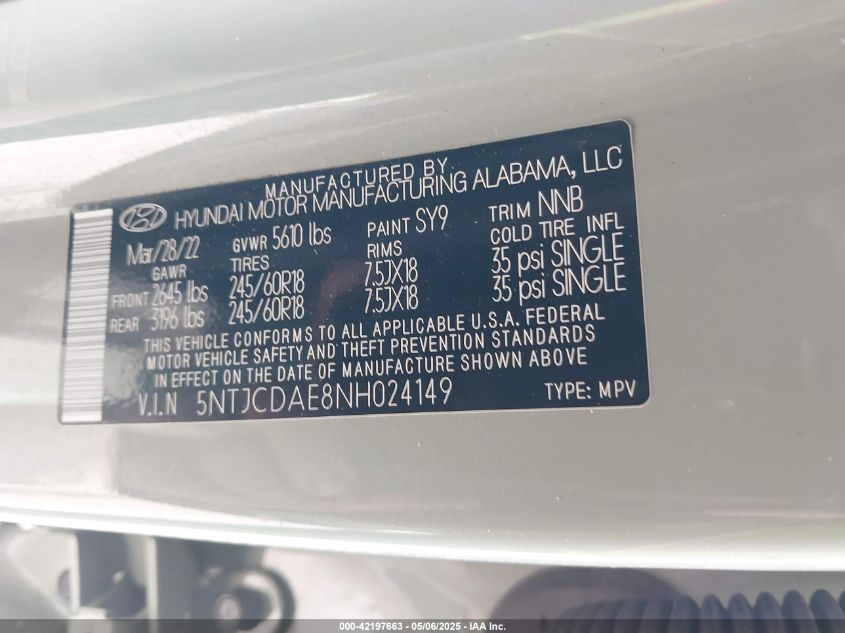 MANUFACTURED BY
HYUNDAI MOTOR MANUFACTURING ALABAMA, LLC
Mar/28/22 GVWR 5610 lbs PAINT SY9 TRIM NNB
GAWR TIRES RIMS COLD TIRE INFL
FRONT 2645 lbs 245/60R18 7.5JX18 35 psi SINGLE
REAR 3196 lbs 245/60R18 7.5JX18 35 psi SINGLE
THIS VEHICLE CONFORMS TO ALL APPLICABLE U.S.A. FEDERAL
MOTOR VEHICLE SAFETY AND THEFT PREVENTION STANDARDS
IN EFFECT ON THE DATE OF MANUFACTURE SHOWN ABOVE
V.I.N 5NTJCDAE8NH024149 TYPE: MPV
000-42197663 - 05/06/2025 - IAA Inc.